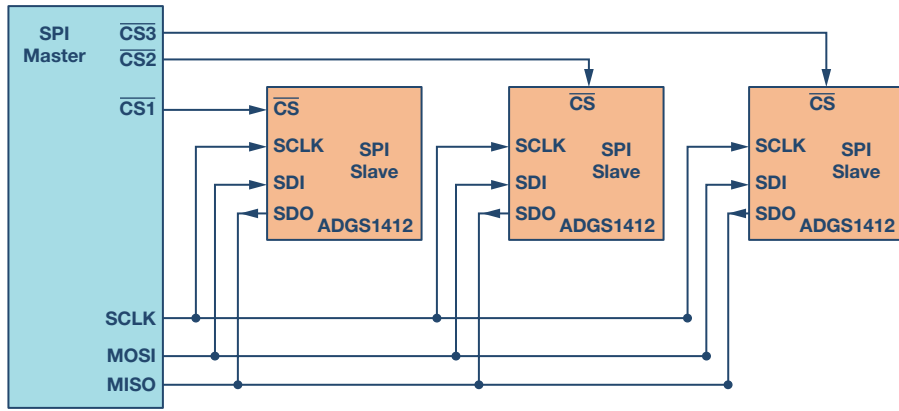 SPI
Master
CS3
CS2
CS1
SCLK
MOSI
MISO
CS
SCLK
SDI
SDO
SPI
Slave
ADGS1412
CS
SCLK
SDI
SDO
SPI
Slave
ADGS1412
CS
SCLK
SDI
SDO
SPI
Slave
ADGS1412